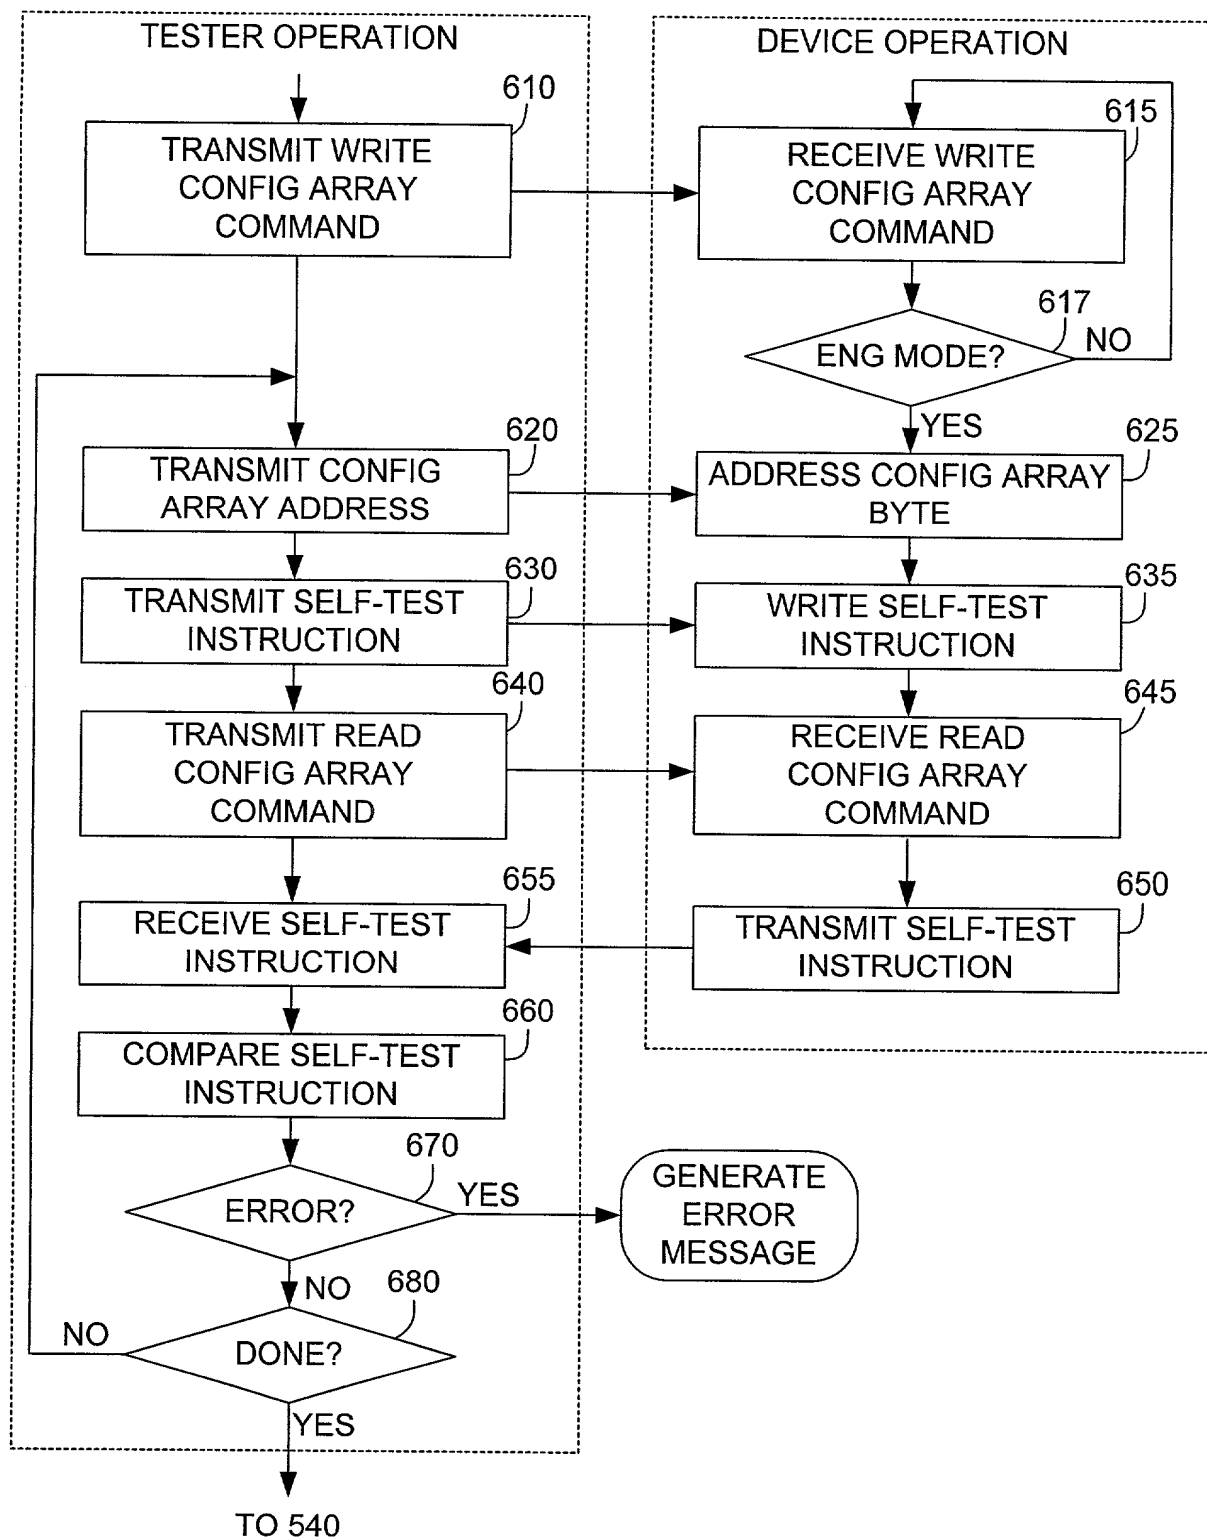 TESTER OPERATION
610
TRANSMIT WRITE
CONFIG ARRAY
COMMAND
620
TRANSMIT CONFIG
ARRAY ADDRESS
630
TRANSMIT SELF-TEST
INSTRUCTION
640
TRANSMIT READ
CONFIG ARRAY
COMMAND
655
RECEIVE SELF-TEST
INSTRUCTION
660
COMPARE SELF-TEST
INSTRUCTION
670
ERROR?
YES
NO
680
DONE?
NO
YES
TO 540
DEVICE OPERATION
615
RECEIVE WRITE
CONFIG ARRAY
COMMAND
617
ENG MODE?
NO
YES
625
ADDRESS CONFIG ARRAY
BYTE
635
WRITE SELF-TEST
INSTRUCTION
645
RECEIVE READ
CONFIG ARRAY
COMMAND
650
TRANSMIT SELF-TEST
INSTRUCTION
GENERATE
ERROR
MESSAGE